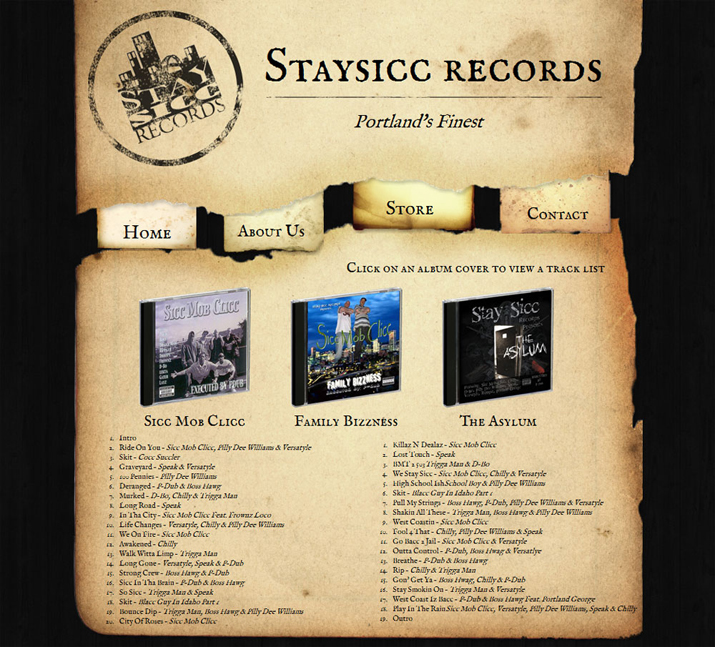 STAY
SICC
RECORDS
Staysicc records
Portland's Finest
Home
About Us
Store
Contact
Click on an album cover to view a track list
Sicc Mob Clicc
EXECUTED BY PDUB
Sicc Mob Clicc
FAMILY BIZZNESS
Stay Sicc
Records
THE
ASYLUM
Sicc Mob Clicc
Family Bizzness
The Asylum
1. Intro
2. Ride On You - Sicc Mob Clicc, Pilly Dee Williams & Versatyle
3. Skit - Cocc Succler
4. Graveyard - Speak & Versatyle
5. 100 Pennies - Pilly Dee Williams
6. Deranged - P-Dub & Boss Hawg
7. Murked - D-Bo, Chilly & Trigga Man
8. Long Road - Speak
9. In Tha City - Sicc Mob Clicc Feat. Frownz Loco
10. Life Changes - Versatyle, Chilly & Pilly Dee Williams
11. We On Fire - Sicc Mob Clicc
12. Awakened - Chilly
13. Walk Witta Limp - Trigga Man
14. Long Gone - Versatyle, Speak & P-Dub
15. Strong Crew - Boss Hawg & P-Dub
16. Sicc In Tha Brain - P-Dub & Boss Hawg
17. So Sicc - Trigga Man & Speak
18. Skit - Blacc Guy In Idaho Part 1
19. Bounce Dip - Trigga Man, Boss Hawg & Pilly Dee Williams
20. City Of Roses - Sicc Mob Clicc
1. Killaz N Dealaz - Sicc Mob Clicc
2. Lost Touch - Speak
3. BMT'z 503 Trigga Man & D-Bo
4. We Stay Sicc - Sicc Mob Clicc, Chilly & Versatyle
5. High School Ish School Boy & Pilly Dee Williams
6. Skit - Blacc Guy In Idaho Part 1
7. Pull My Strings - Boss Hawg, P-Dub, Pilly Dee Williams & Versatyle
8. Shakin All These - Trigga Man, Boss Hawg & Pilly Dee Williams
9. West Coastin - Sicc Mob Clicc
10. Fool 4 That - Chilly, Pilly Dee Williams & Speak
11. Go Bacc 2 Jail - Sicc Mob Clicc & Versatyle
12. Outta Control - P-Dub, Boss Hwag & Versatlye
13. Breathe - P-Dub & Boss Hawg
14. Rip - Chilly & Trigga Man
15. Gon' Get Ya - Boss Hwag, Chilly & P-Dub
16. Stay Smokin On - Trigga Man & Versatyle
17. West Coast Iz Bacc - P-Dub & Boss Hawg Feat. Portland George
18. Play In The Rain Sicc Mob Clicc, Versatyle, Pilly Dee Williams, Speak & Chilly
19. Outro